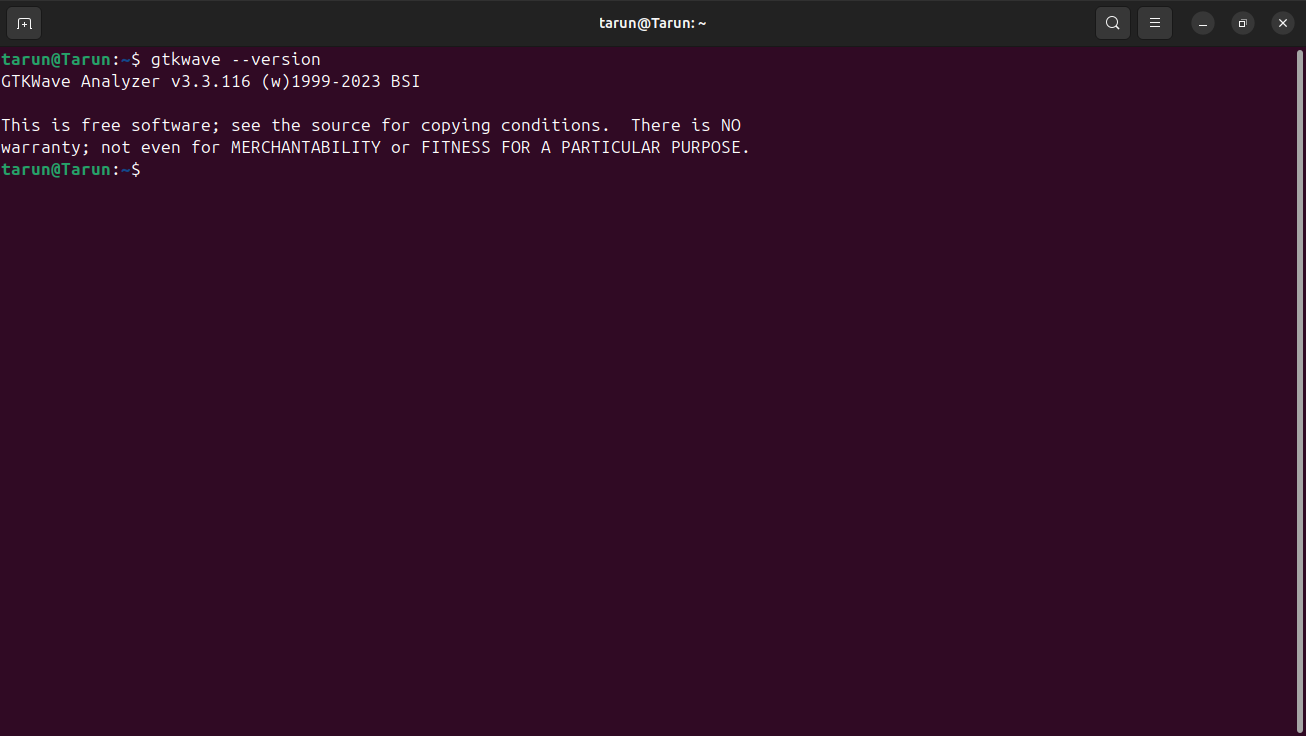 tarun@Tarun: ~
tarun@Tarun:~$ gtkwave --version
GTKWave Analyzer v3.3.116 (w)1999-2023 BSI
This is free software; see the source for copying conditions.  There is NO
warranty; not even for MERCHANTABILITY or FITNESS FOR A PARTICULAR PURPOSE.
tarun@Tarun:~$